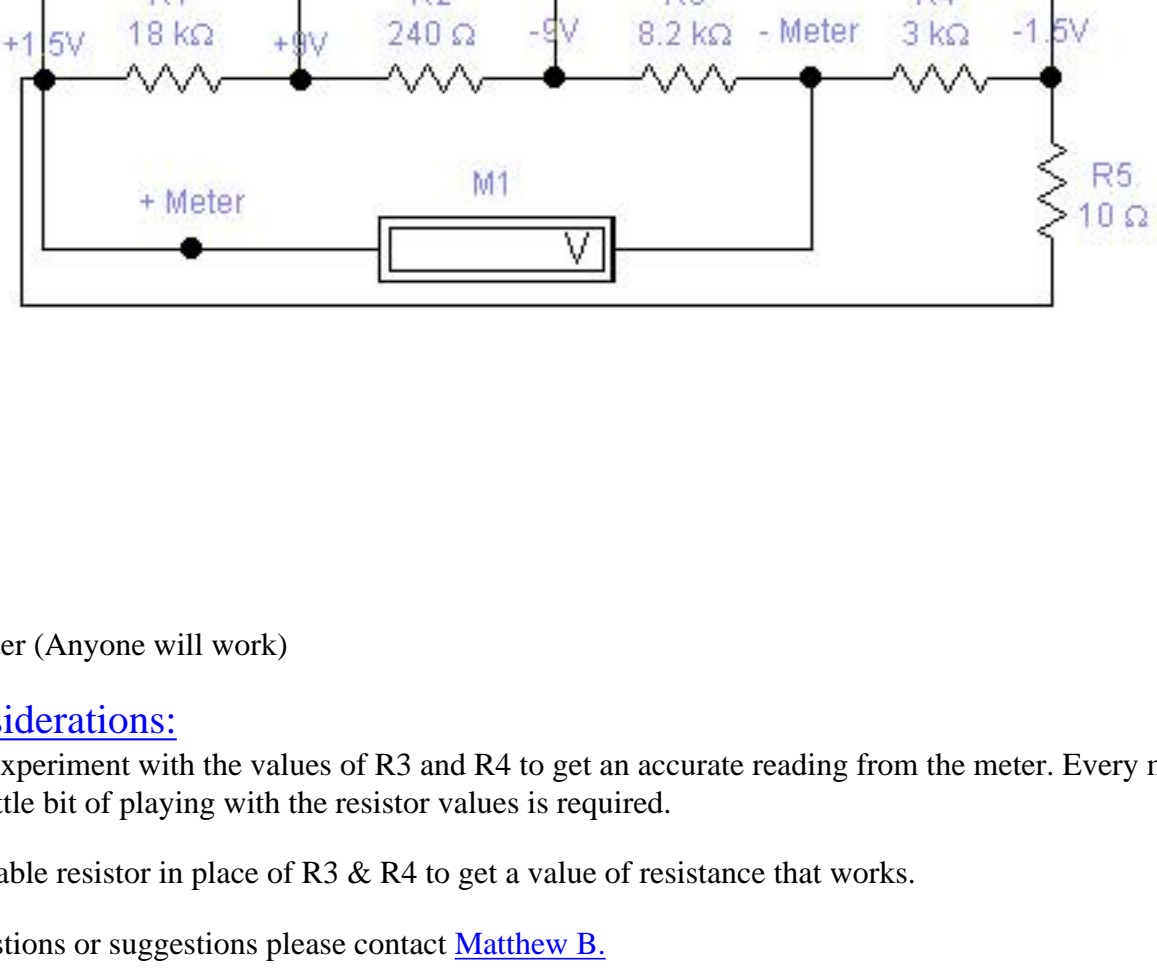 +1.5V 18 kΩ +9V 240 Ω -9V 8.2 kΩ - Meter 3 kΩ -1.5V
+ Meter M1 R5
10 Ω
V
er (Anyone will work)
siderations:
experiment with the values of R3 and R4 to get an accurate reading from the meter. Every
ttle bit of playing with the resistor values is required.
able resistor in place of R3 & R4 to get a value of resistance that works.
stions or suggestions please contact Matthew B.